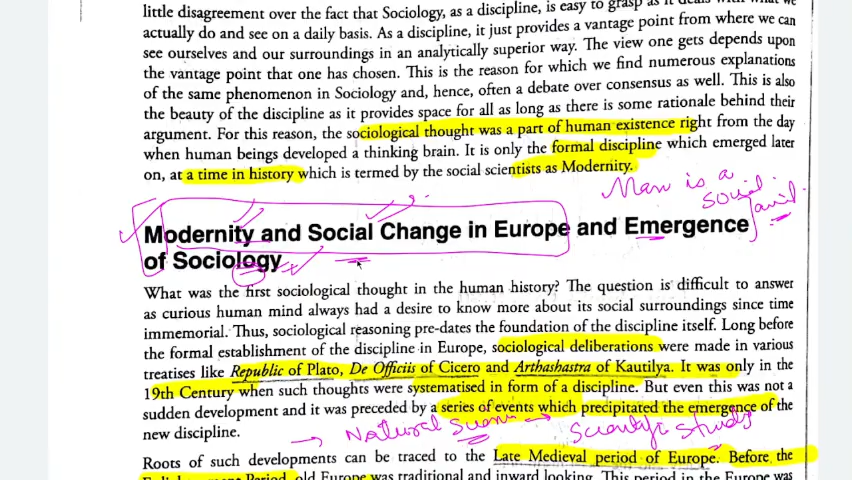 little disagreement over the fact that Sociology, as a discipline, is easy to grasp as it deals with what we
actually do and see on a daily basis. As a discipline, it just provides a vantage point from where we can
see ourselves and our surroundings in an analytically superior way. The view one gets depends upon
the vantage point that one has chosen. This is the reason for which we find numerous explanations
of the same phenomenon in Sociology and, hence, often a debate over consensus as well. This is also
the beauty of the discipline as it provides space for all as long as there is some rationale behind their
argument. For this reason, the sociological thought was a part of human existence right from the day
when human beings developed a thinking brain. It is only the formal discipline which emerged later
on, at a time in history which is termed by the social scientists as Modernity.
Man is a
social
Modernity and Social Change in Europe and Emergence
of Sociology
What was the first sociological thought in the human history? The question is difficult to answer
as curious human mind always had a desire to know more about its social surroundings since time
immemorial. Thus, sociological reasoning pre-dates the foundation of the discipline itself. Long before
the formal establishment of the discipline in Europe, sociological deliberations were made in various
treatises like Republic of Plato, De Officiis of Cicero and Arthashastra of Kautilya. It was only in the
19th Century when such thoughts were systematised in form of a discipline. But even this was not a
sudden development and it was preceded by a series of events which precipitated the emergence of the
new discipline.
→ Natural → Scientific study
Roots of such developments can be traced to the Late Medieval period of Europe. Before the
Enlightenment Period, old Europe was traditional and inward looking. This period in the Europe was